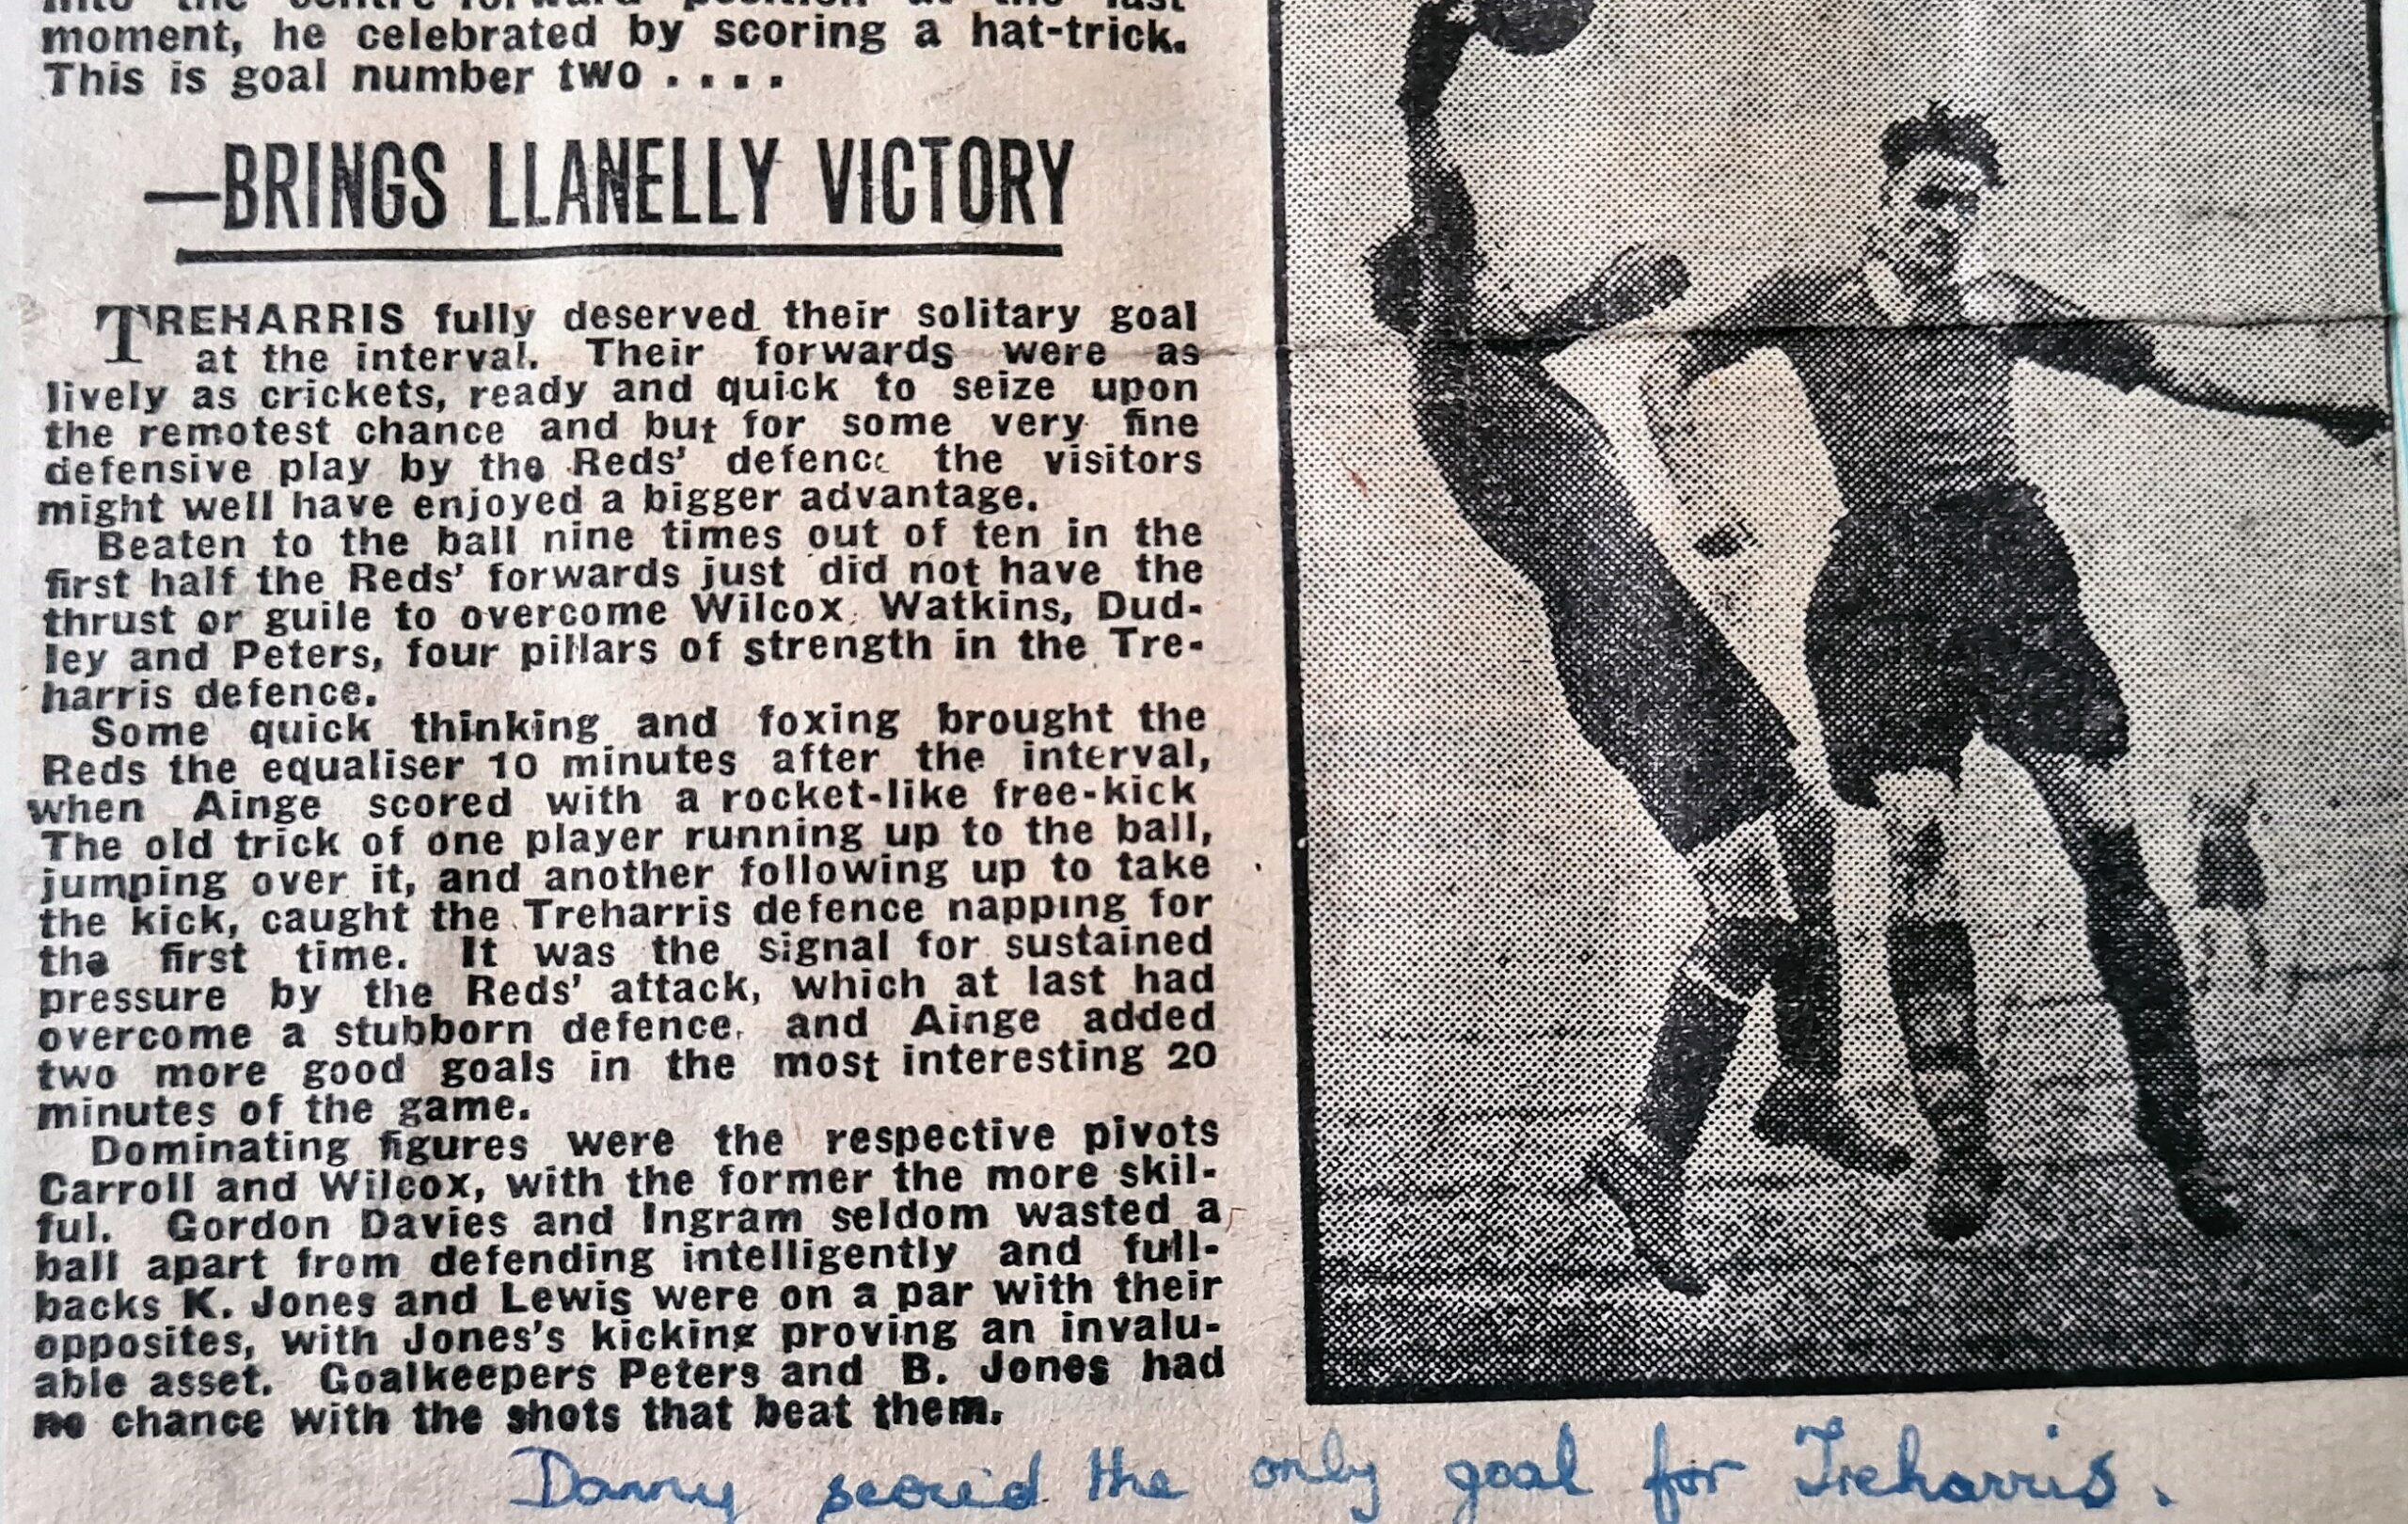 moment, he celebrated by scoring a hat-trick.
This is goal number two . . . .
—BRINGS LLANELLY VICTORY
TREHARRIS fully deserved their solitary goal
at the interval. Their forwards were as
lively as crickets, ready and quick to seize upon
the remotest chance and but for some very fine
defensive play by the Reds' defence the visitors
might well have enjoyed a bigger advantage.
Beaten to the ball nine times out of ten in the
first half the Reds' forwards just did not have the
thrust or guile to overcome Wilcox, Watkins, Dud-
ley and Peters, four pillars of strength in the Tre-
harris defence.
Some quick thinking and foxing brought the
Reds the equaliser 10 minutes after the interval,
when Ainge scored with a rocket-like free-kick
The old trick of one player running up to the ball,
jumping over it, and another following up to take
the kick, caught the Treharris defence napping for
the first time. It was the signal for sustained
pressure by the Reds' attack, which at last had
overcome a stubborn defence, and Ainge added
two more good goals in the most interesting 20
minutes of the game.
Dominating figures were the respective pivots
Carroll and Wilcox, with the former the more skil-
ful. Gordon Davies and Ingram seldom wasted a
ball apart from defending intelligently and full-
backs K. Jones and Lewis were on a par with their
opposites, with Jones's kicking proving an invalu-
able asset. Goalkeepers Peters and B. Jones had
no chance with the shots that beat them.
Danny scored the only goal for Treharris.